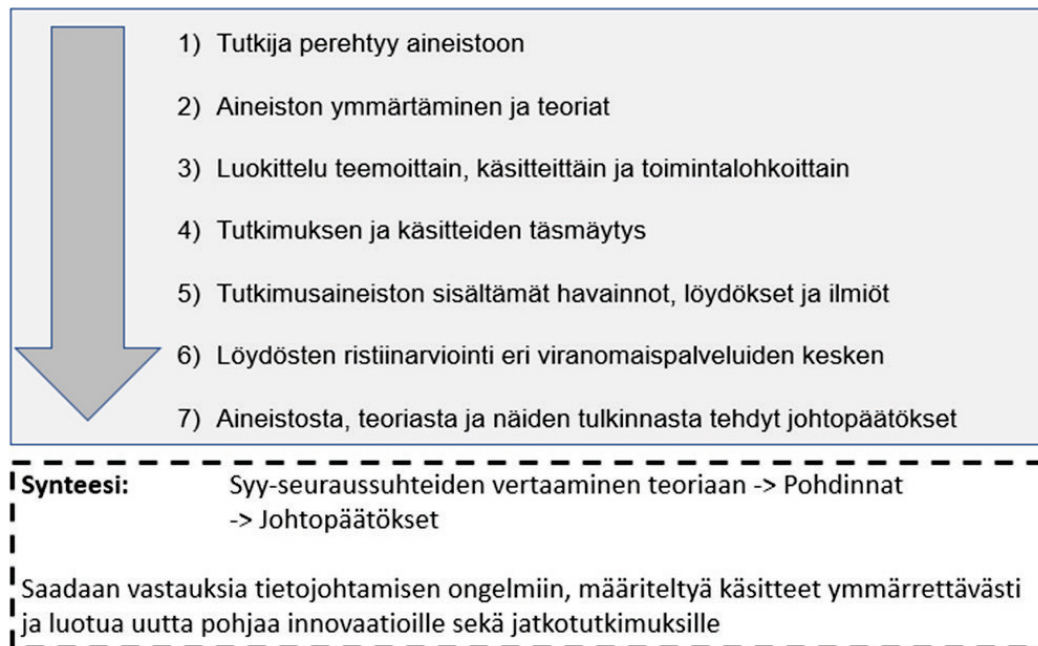 1) Tutkija perehtyy aineistoon
2) Aineiston ymmärtäminen ja teoriat
3) Luokittelu teemoittain, käsitteittäin ja toimintalohkoittain
4) Tutkimuksen ja käsitteiden täsmäytys
5) Tutkimusaineiston sisältämät havainnot, löydökset ja ilmiöt
6) Löydösten ristiinarviointi eri viranomaispalveluiden kesken
7) Aineistosta, teoriasta ja näiden tulkinnasta tehdyt johtopäätökset
Synteesi: Syy-seuraussuhteiden vertaaminen teoriaan -> Pohdinnat
-> Johtopäätökset
Saadaan vastauksia tietojohtamisen ongelmiin, määriteltyä käsitteet ymmärrettävästi
ja luotua uutta pohjaa innovaatioille sekä jatkotutkimuksille